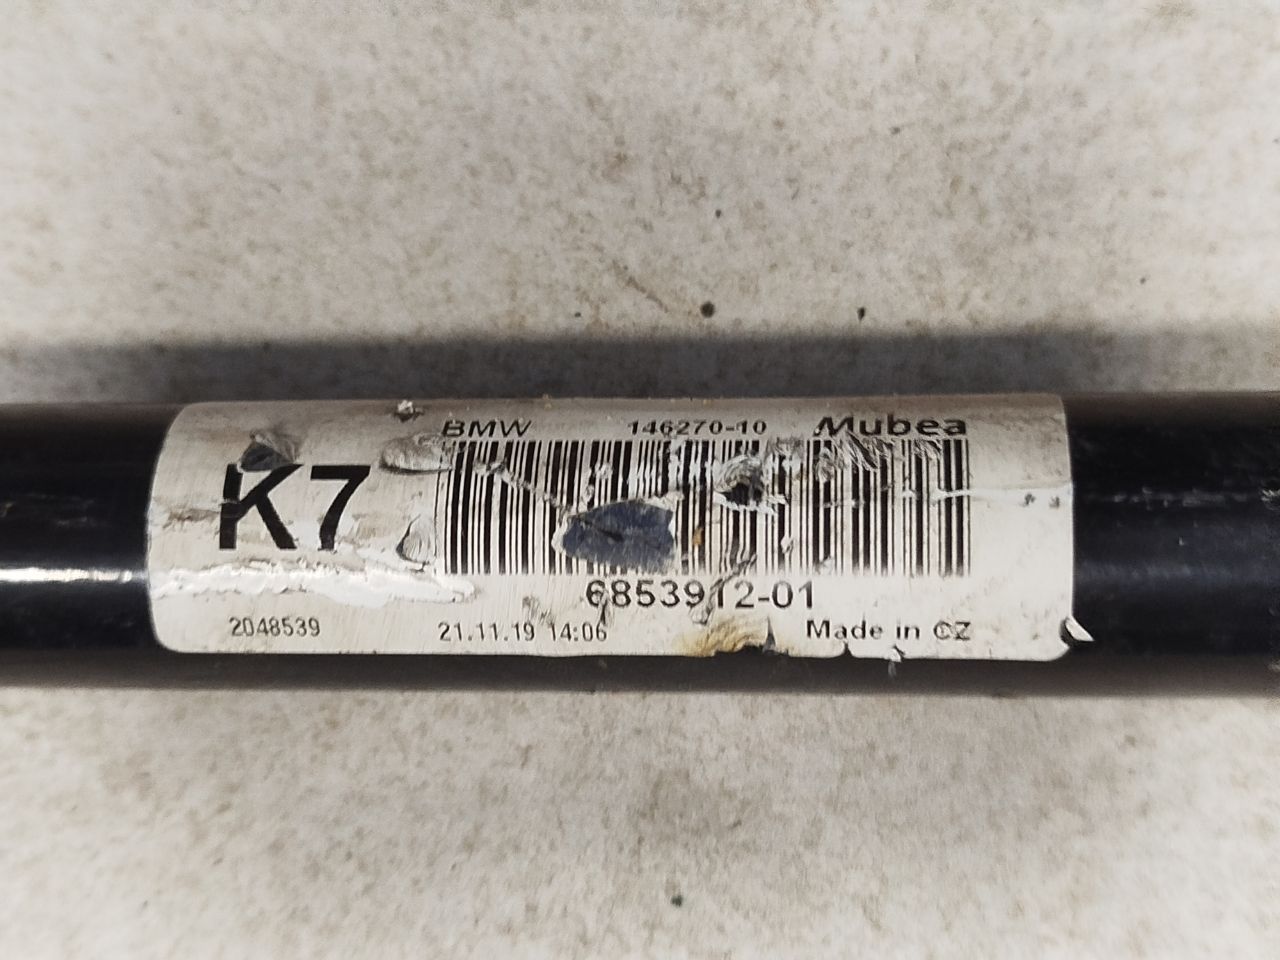 BMW 146270-10 Mubea
K7
6853912-01
2048539 21.11.19 14:06 Made in CZ